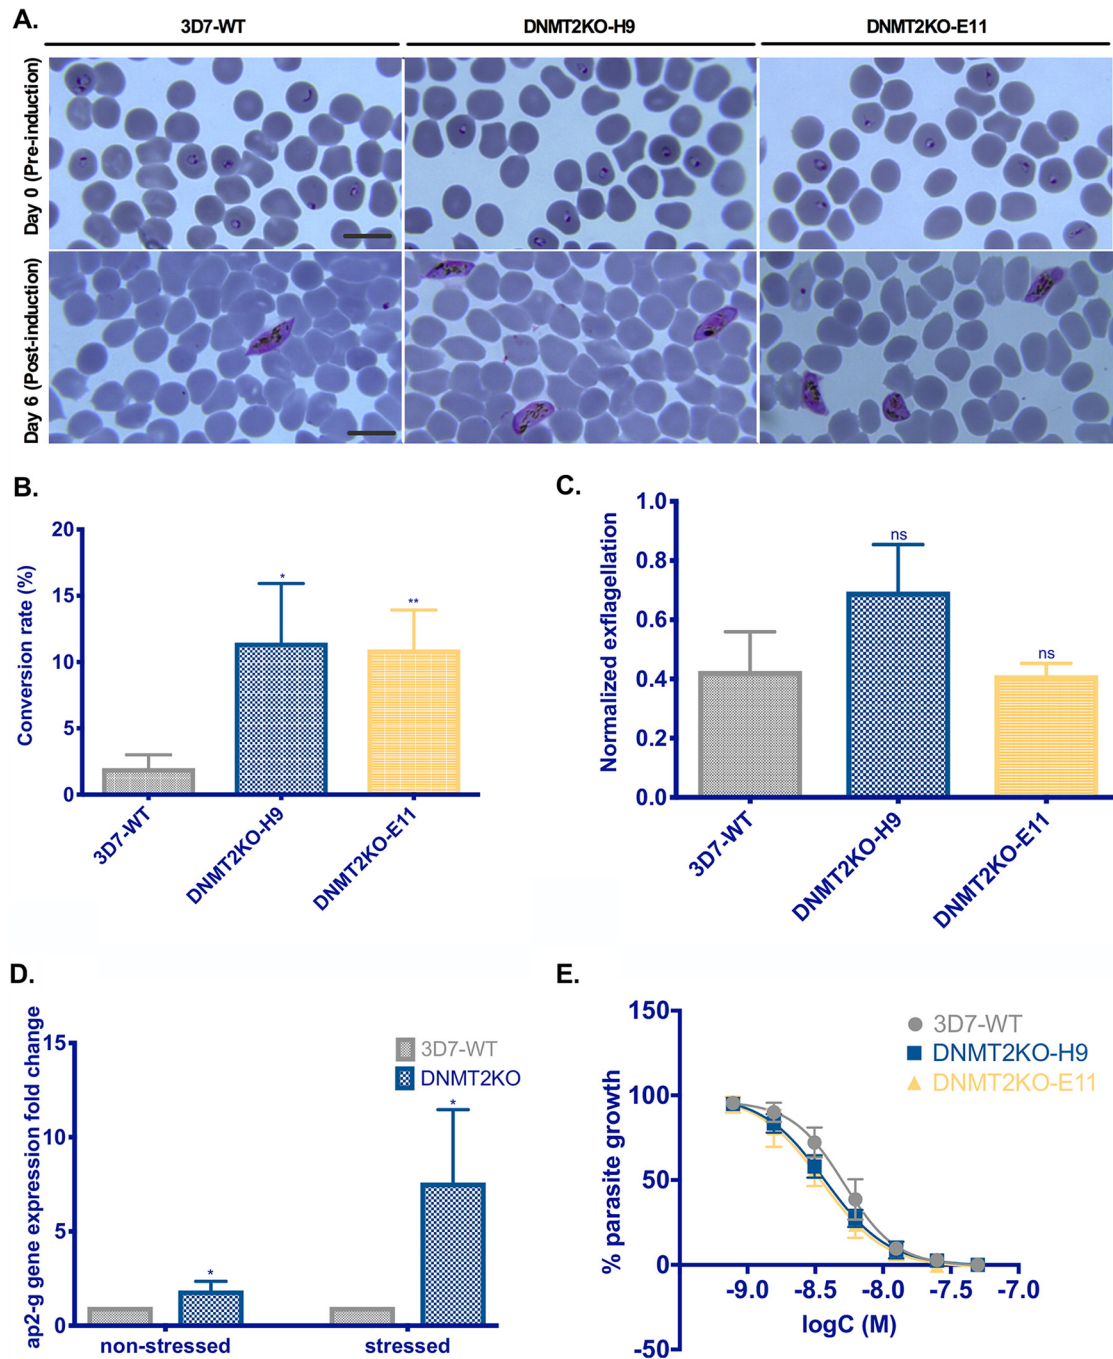 A.
3D7-WT DNMT2KO-H9 DNMT2KO-E11
Day 0 (Pre-induction)
Day 6 (Post-induction)
B.
Conversion rate (%)
20
15
10
5
0
*
**
3D7-WT
DNMT2KO-H9
DNMT2KO-E11
C.
Normalized exflagellation
1.0
0.8
0.6
0.4
0.2
0.0
ns
ns
3D7-WT
DNMT2KO-H9
DNMT2KO-E11
D.
ap2-g gene expression fold change
15
10
5
0
3D7-WT
DNMT2KO
*
*
non-stressed stressed
E.
% parasite growth
150
100
50
0
-50
3D7-WT
DNMT2KO-H9
DNMT2KO-E11
-9.0 -8.5 -8.0 -7.5 -7.0
logC (M)